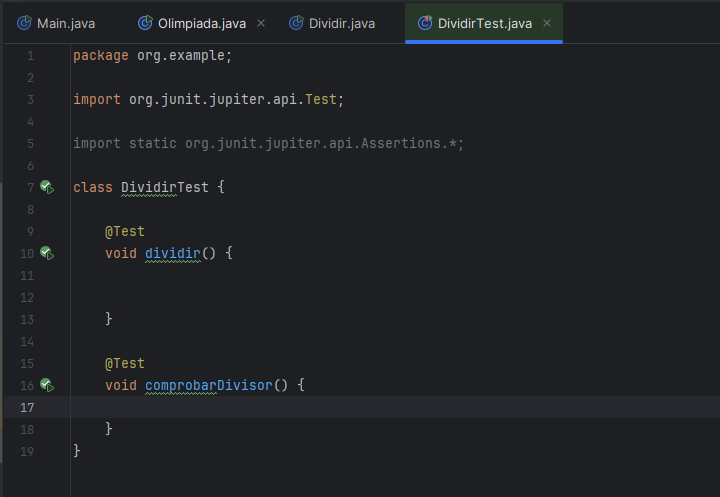 Main.java Olimpiada.java Dividir.java DividirTest.java
1 package org.example;
2
3 import org.junit.jupiter.api.Test;
4
5 import static org.junit.jupiter.api.Assertions.*;
6
7 class DividirTest {
8
9 @Test
10 void dividir() {
11
12
13 }
14
15 @Test
16 void comprobarDivisor() {
17
18 }
19 }